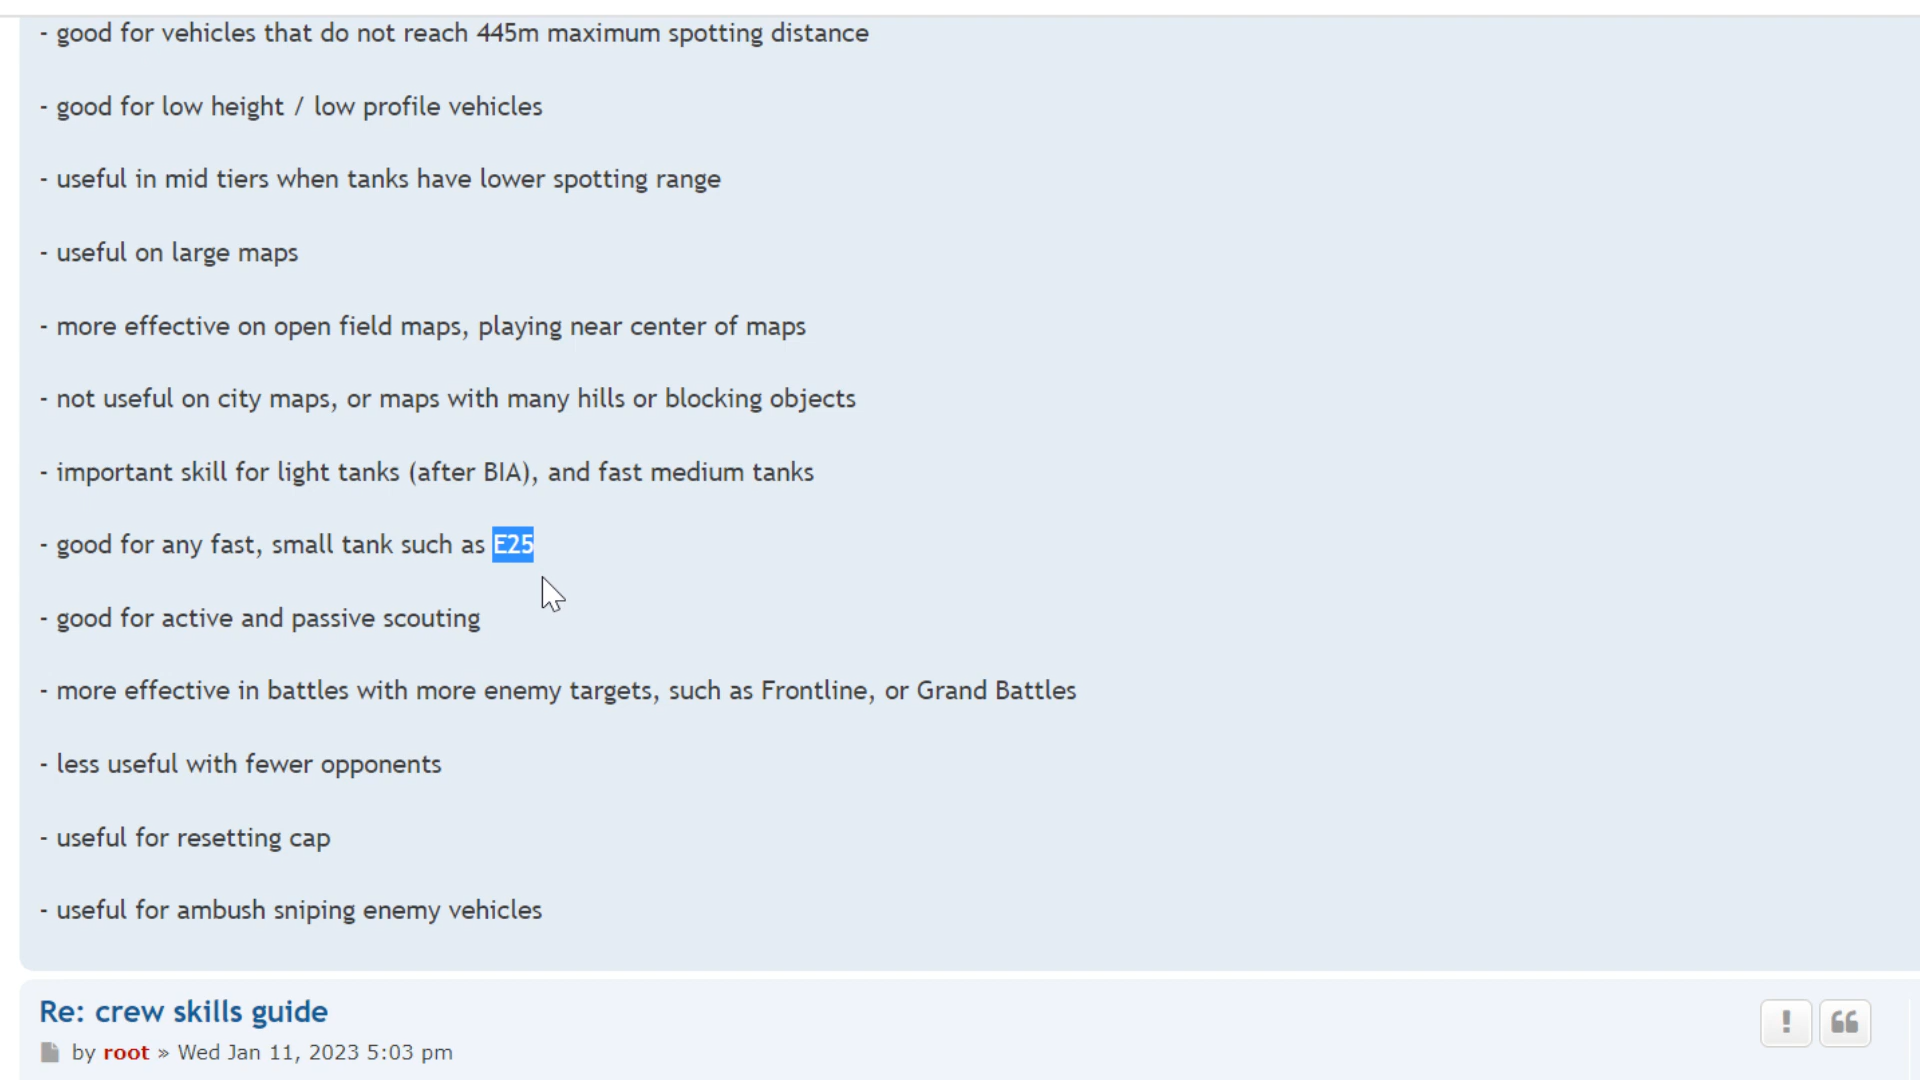 - good for vehicles that do not reach 445m maximum spotting distance
- good for low height / low profile vehicles
- useful in mid tiers when tanks have lower spotting range
- useful on large maps
- more effective on open field maps, playing near center of maps
- not useful on city maps, or maps with many hills or blocking objects
- important skill for light tanks (after BIA), and fast medium tanks
- good for any fast, small tank such as E25
- good for active and passive scouting
- more effective in battles with more enemy targets, such as Frontline, or Grand Battles
- less useful with fewer opponents
- useful for resetting cap
- useful for ambush sniping enemy vehicles
Re: crew skills guide
by root » Wed Jan 11, 2023 5:03 pm